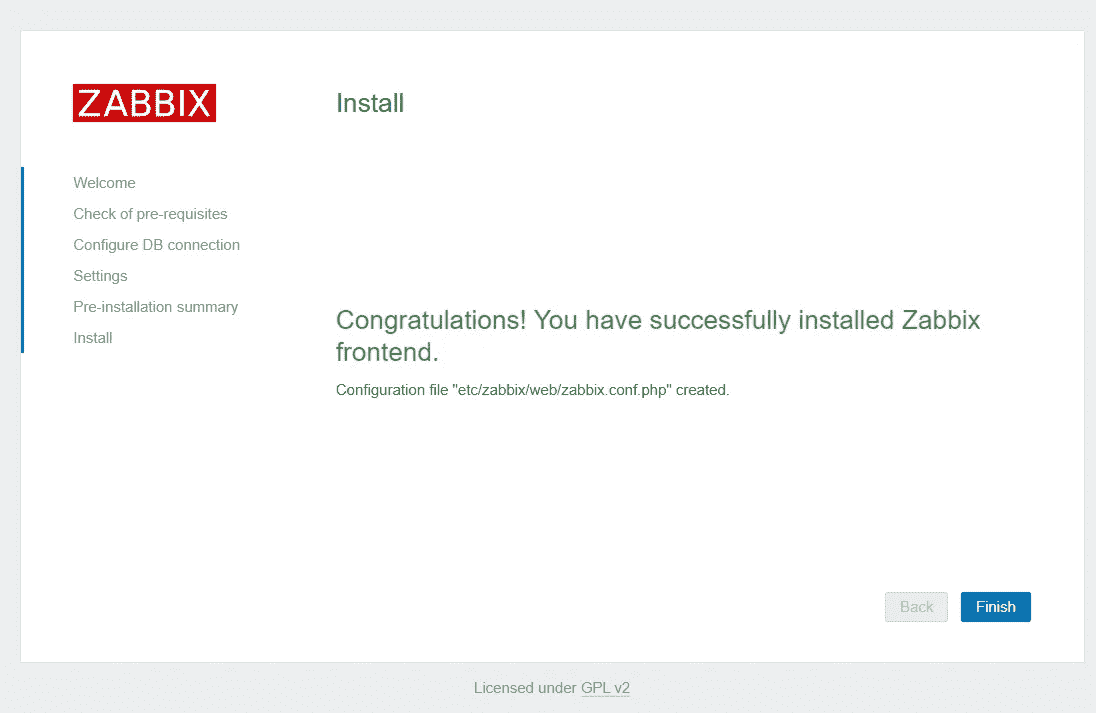 ZABBIX
Install
Welcome
Check of pre-requisites
Configure DB connection
Settings
Pre-installation summary
Install
Congratulations! You have successfully installed Zabbix
frontend.
Configuration file "etc/zabbix/web/zabbix.conf.php" created.
Back
Finish
Licensed under GPL v2